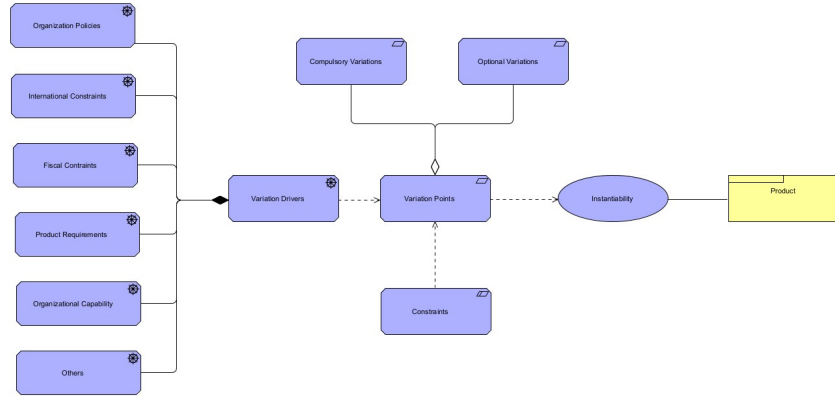 Organization Policies
International Constraints
Fiscal Contraints
Product Requirements
Organizational Capability
Others
Variation Drivers
Compulsory Variations
Optional Variations
Variation Points
Constraints
Instantiability
Product